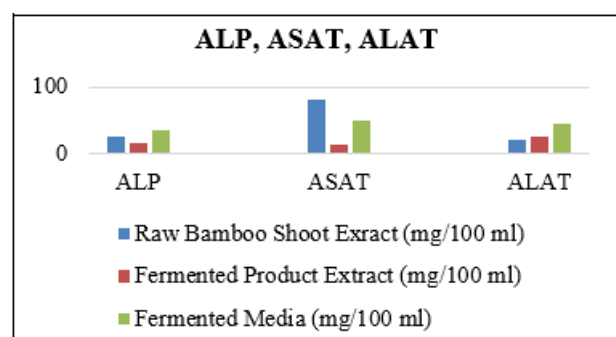 ALP, ASAT, ALAT
100
0
ALP ASAT ALAT
Raw Bamboo Shoot Exract (mg/100 ml)
Fermented Product Extract (mg/100 ml)
Fermented Media (mg/100 ml)